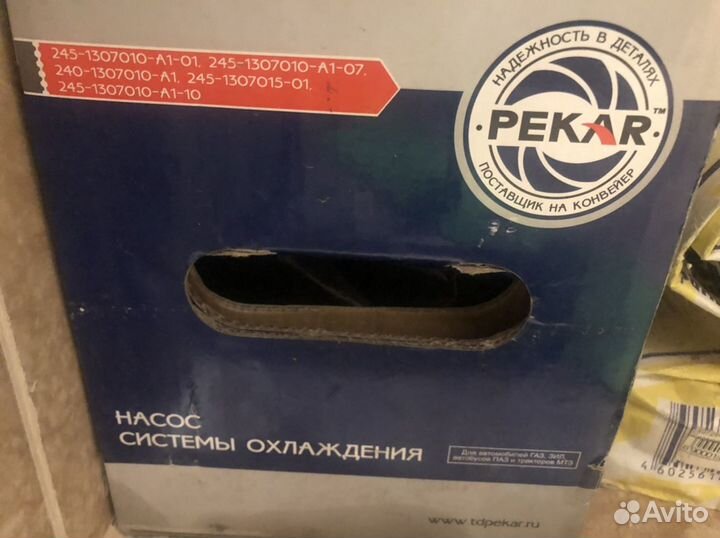 245-1307010-А1-01, 245-1307010-А1-07,
240-1307010-А1, 245-1307015-01,
245-1307010-А1-10
НАДЕЖНОСТЬ В ДЕТАЛЯХ
PEKAR™
ПОСТАВЩИК НА КОНВЕЙЕР
НАСОС
СИСТЕМЫ ОХЛАЖДЕНИЯ
Для автомобилей ГАЗ, ЗИЛ,
автобусов ПАЗ и тракторов МТЗ
www.tdpekar.ru
Avito